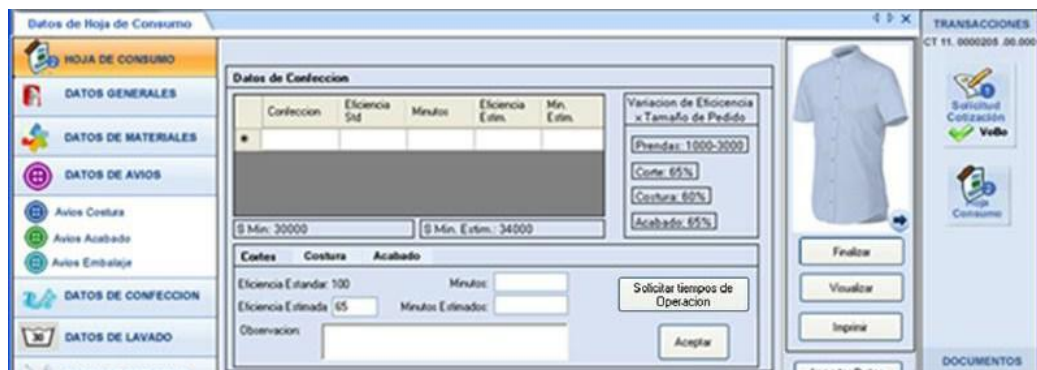 Datos de Hoja de Consumo
HOJA DE CONSUMO
DATOS GENERALES
DATOS DE MATERIALES
DATOS DE AVIOS
Avios Costura
Avios Acabado
Avios Embalaje
DATOS DE CONFECCION
DATOS DE LAVADO
Datos de Confeccion
Confeccion
Eficiencia Std
Minutos
Eficiencia Estim.
Min. Estim.
$ Min: 30000
$ Min. Estim.: 34000
Variacion de Eficicencia
x Tamaño de Pedido
Prendas: 1000-3000
Corte: 65%
Costura: 60%
Acabado: 65%
Cortes Costura Acabado
Eficiencia Estandar: 100
Minutos:
Eficiencia Estimada: 65
Minutos Estimados:
Observacion:
Solicitar tiempos de
Operacion
Aceptar
Finalizar
Visualizar
Imprimir
TRANSACCIONES
CT 11. 0000205 .00.000
Solicitud
Cotización
VoBo
Hoja
Consumo
DOCUMENTOS